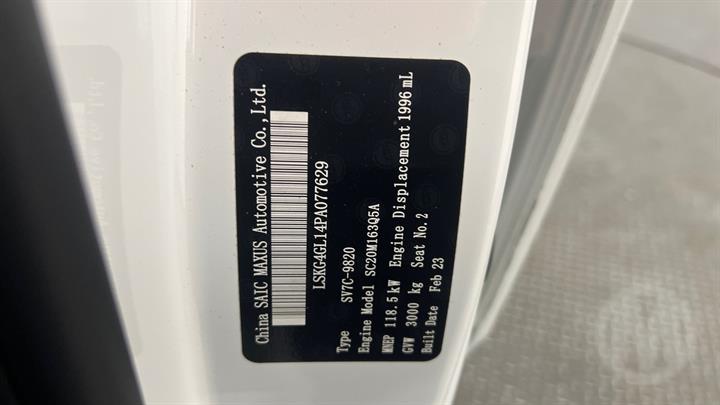 China SAIC MAXUS Automotive Co., Ltd.
LSKG4GL14PA077629
Type SV7C-9820
Engine Model SC20M163Q5A
MNEP 118.5 kW Engine Displacement 1996 mL
GVW 3000 kg Seat No. 2
Built Date Feb 23